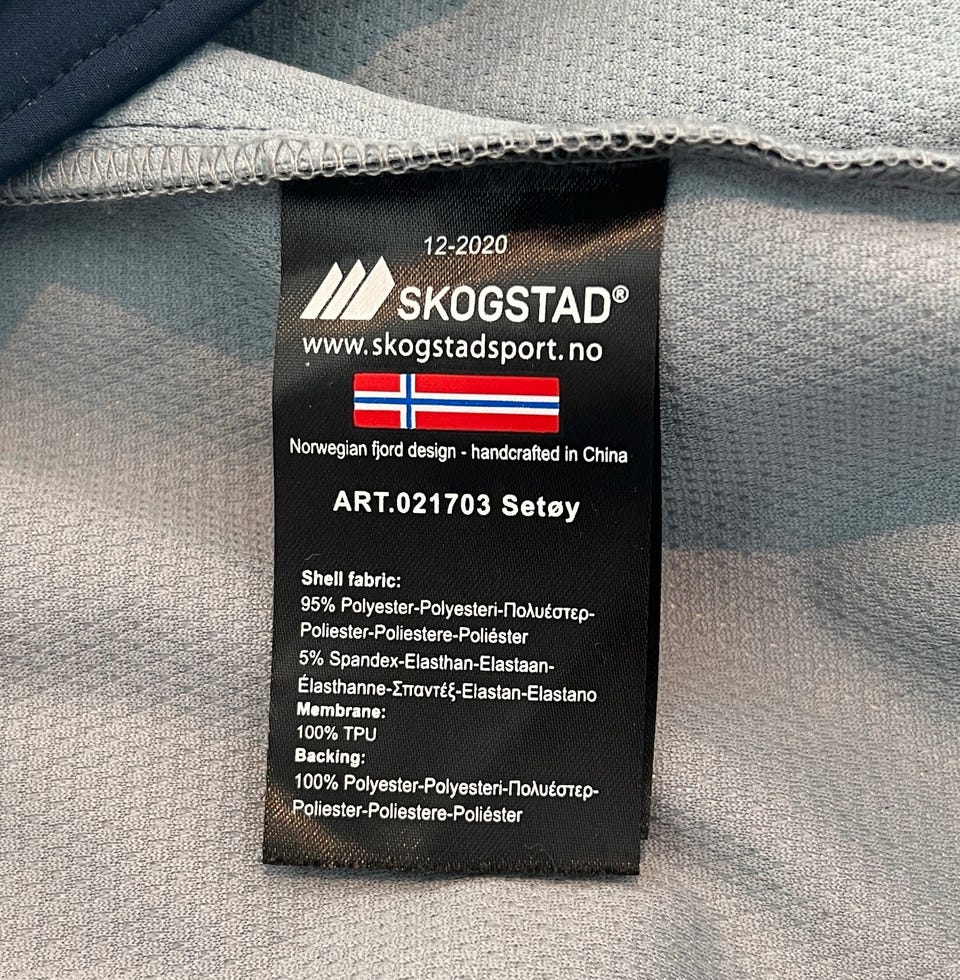 12-2020
SKOGSTAD®
www.skogstadsport.no
Norwegian fjord design - handcrafted in China
ART.021703 Setøy
Shell fabric:
95% Polyester-Polyesteri-Πολυέστερ-
Poliester-Poliestere-Poliéster
5% Spandex-Elasthan-Elastaan-
Élasthanne-Σπαντέξ-Elastan-Elastano
Membrane:
100% TPU
Backing:
100% Polyester-Polyesteri-Πολυέστερ-
Poliester-Poliestere-Poliéster